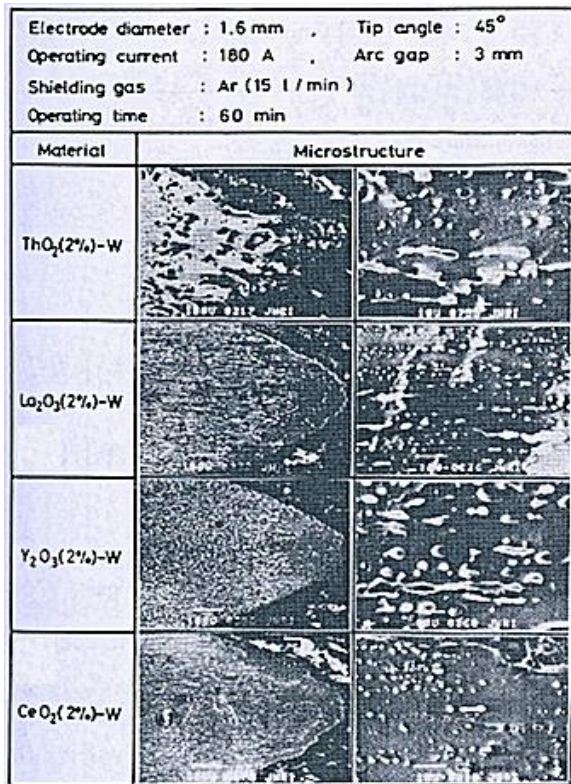 Electrode diameter : 1.6 mm , Tip angle : 45°
Operating current : 180 A , Arc gap : 3 mm
Shielding gas : Ar (15 l / min)
Operating time : 60 min
Material Microstructure
ThO₂(2%)-W
La₂O₃(2%)-W
Y₂O₃(2%)-W
CeO₂(2%)-W